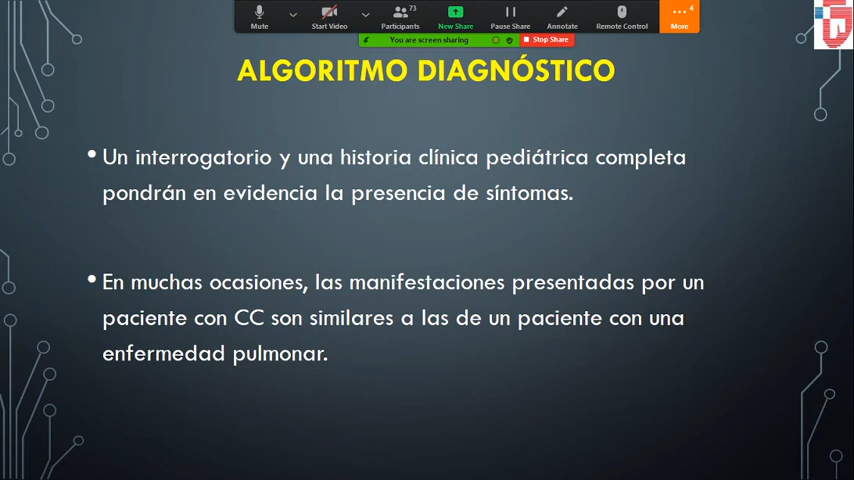 73
4
Mute
Start Video
Participants
New Share
Pause Share
Annotate
Remote Control
More
You are screen sharing
Stop Share
ALGORITMO DIAGNÓSTICO
• Un interrogatorio y una historia clínica pediátrica completa
pondrán en evidencia la presencia de síntomas.
• En muchas ocasiones, las manifestaciones presentadas por un
paciente con CC son similares a las de un paciente con una
enfermedad pulmonar.